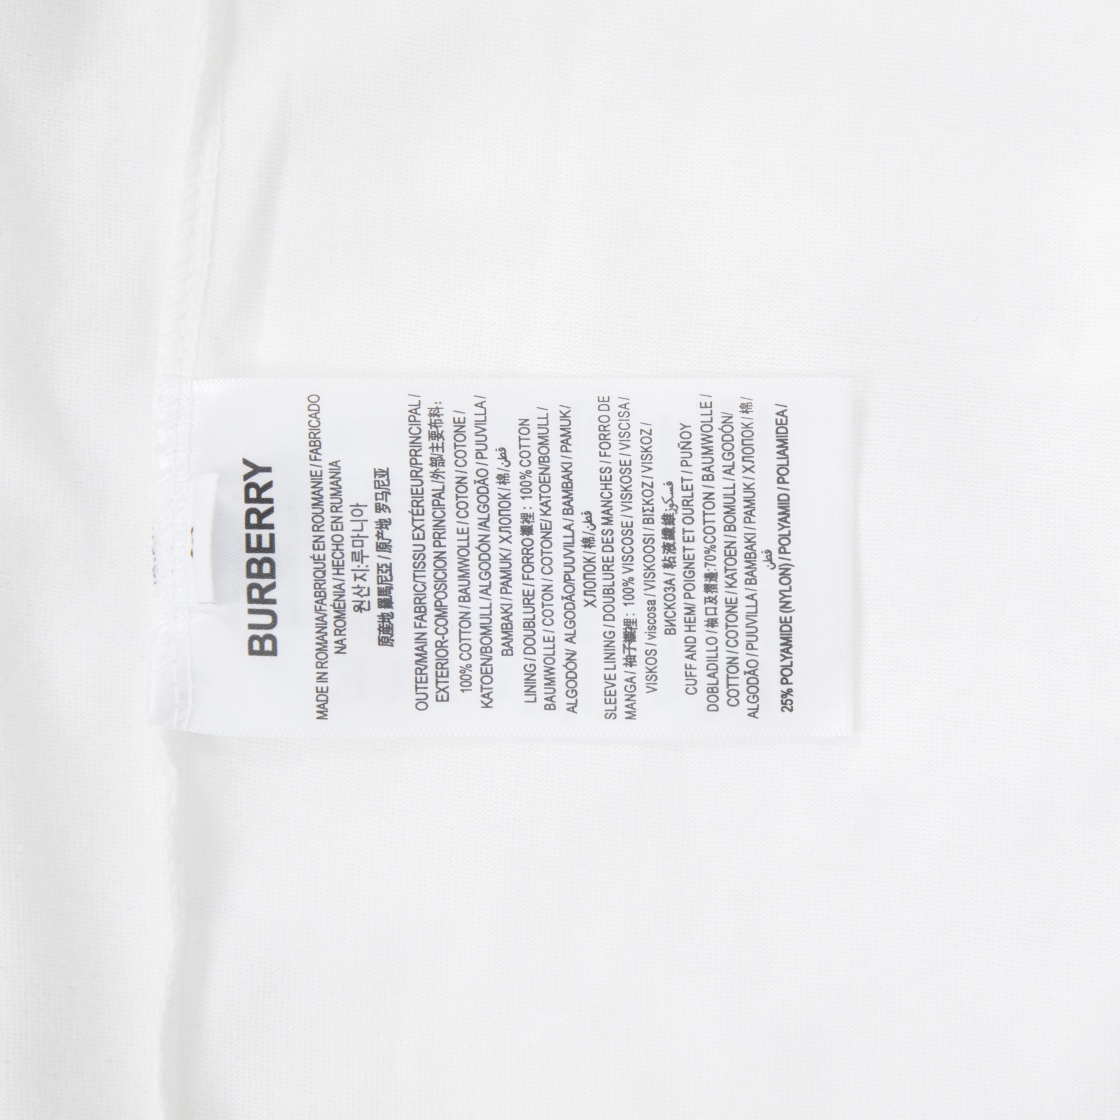 BURBERRY
MADE IN ROMANIA/FABRIQUÉ EN ROUMANIE / FABRICADO
NA ROMÉNIA / HECHO EN RUMANIA
원산지:루마니아
原産地 羅馬尼亞 / 原产地 罗马尼亚
OUTER/MAIN FABRIC/TISSU EXTÉRIEUR/PRINCIPAL /
EXTERIOR-COMPOSICION PRINCIPAL/外部/主要布料:
100% COTTON / BAUMWOLLE / COTON / COTONE /
KATOEN/BOMULL / ALGODÓN /ALGODÃO / PUUVILLA /
BAMBAKI / PAMUK/ ХЛОПОК / 棉/ قطن
LINING / DOUBLURE / FORRO 襯裡：100% COTTON
BAUMWOLLE / COTON / COTONE/ KATOEN/BOMULL /
ALGODÓN/ ALGODÃO/PUUVILLA / BAMBAKI / PAMUK /
ХЛОПОК / 棉/ قطن
SLEEVE LINING / DOUBLURE DES MANCHES / FORRO DE
MANGA / 袖子襯裡：100% VISCOSE / VISKOSE / VISCISA /
VISKOS / viscosa / VISKOOSI / ΒΙΣΚΟΖ / VISKOZ /
ВИСКОЗА / 粘液纖維 / فسكوز
CUFF AND HEM/ POIGNET ET OURLET / PUÑOY
DOBLADILLO / 袖口及摺邊:70%COTTON / BAUMWOLLE /
COTTON / COTONE / KATOEN / BOMULL / ALGODÓN/
ALGODÃO / PUUVILLA / BAMBAKI / PAMUK / ХЛОПОК / 棉/
قطن
25% POLYAMIDE (NYLON) / POLYAMID / POLIAMIDEA /